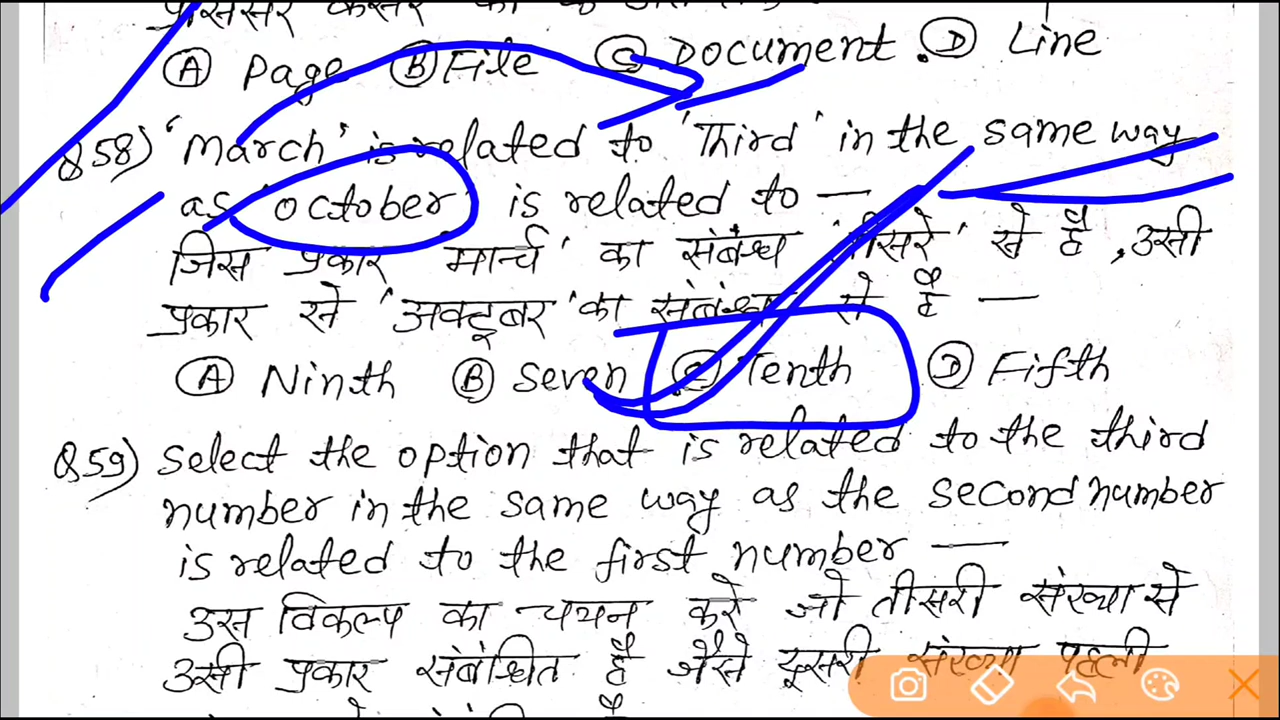 Ⓐ Page Ⓑ File Ⓒ Document. Ⓓ Line
Q58) 'March' is related to 'Third' in the same way
as 'october' is related to —
जिस प्रकार 'मार्च' का संबंध 'तीसरे' से है, उसी
प्रकार से 'अक्टूबर' का संबंध से है —
Ⓐ Ninth Ⓑ Seven Ⓒ Tenth Ⓓ Fifth
Q59) Select the option that is related to the third
number in the same way as the second number
is related to the first number —
उस विकल्प का चयन करे जो तीसरी संख्या से
उसी प्रकार संबंधित है जैसे दूसरी संख्या पहली